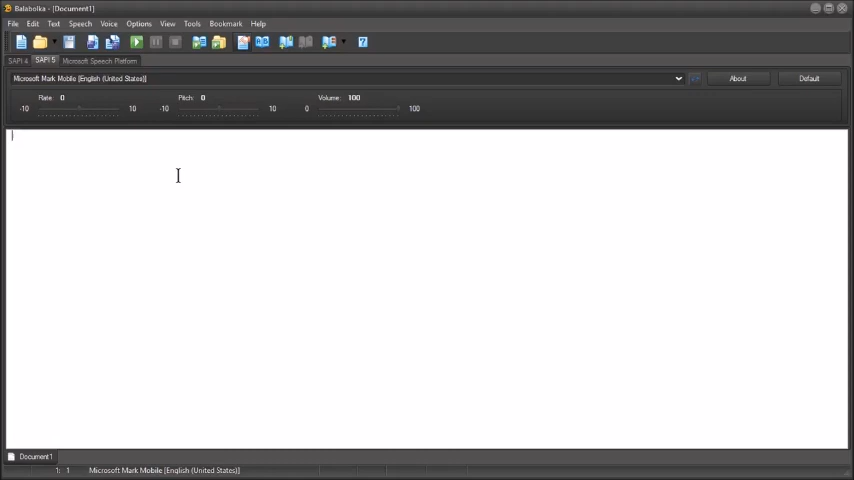 Balabolka - [Document1]
File Edit Text Speech Voice Options View Tools Bookmark Help
SAPI 4 SAPI 5 Microsoft Speech Platform
Microsoft Mark Mobile [English (United States)] About Default
Rate: 0 Pitch: 0 Volume: 100
-10 10 -10 10 0 100
Document1
1: 1 Microsoft Mark Mobile [English (United States)]